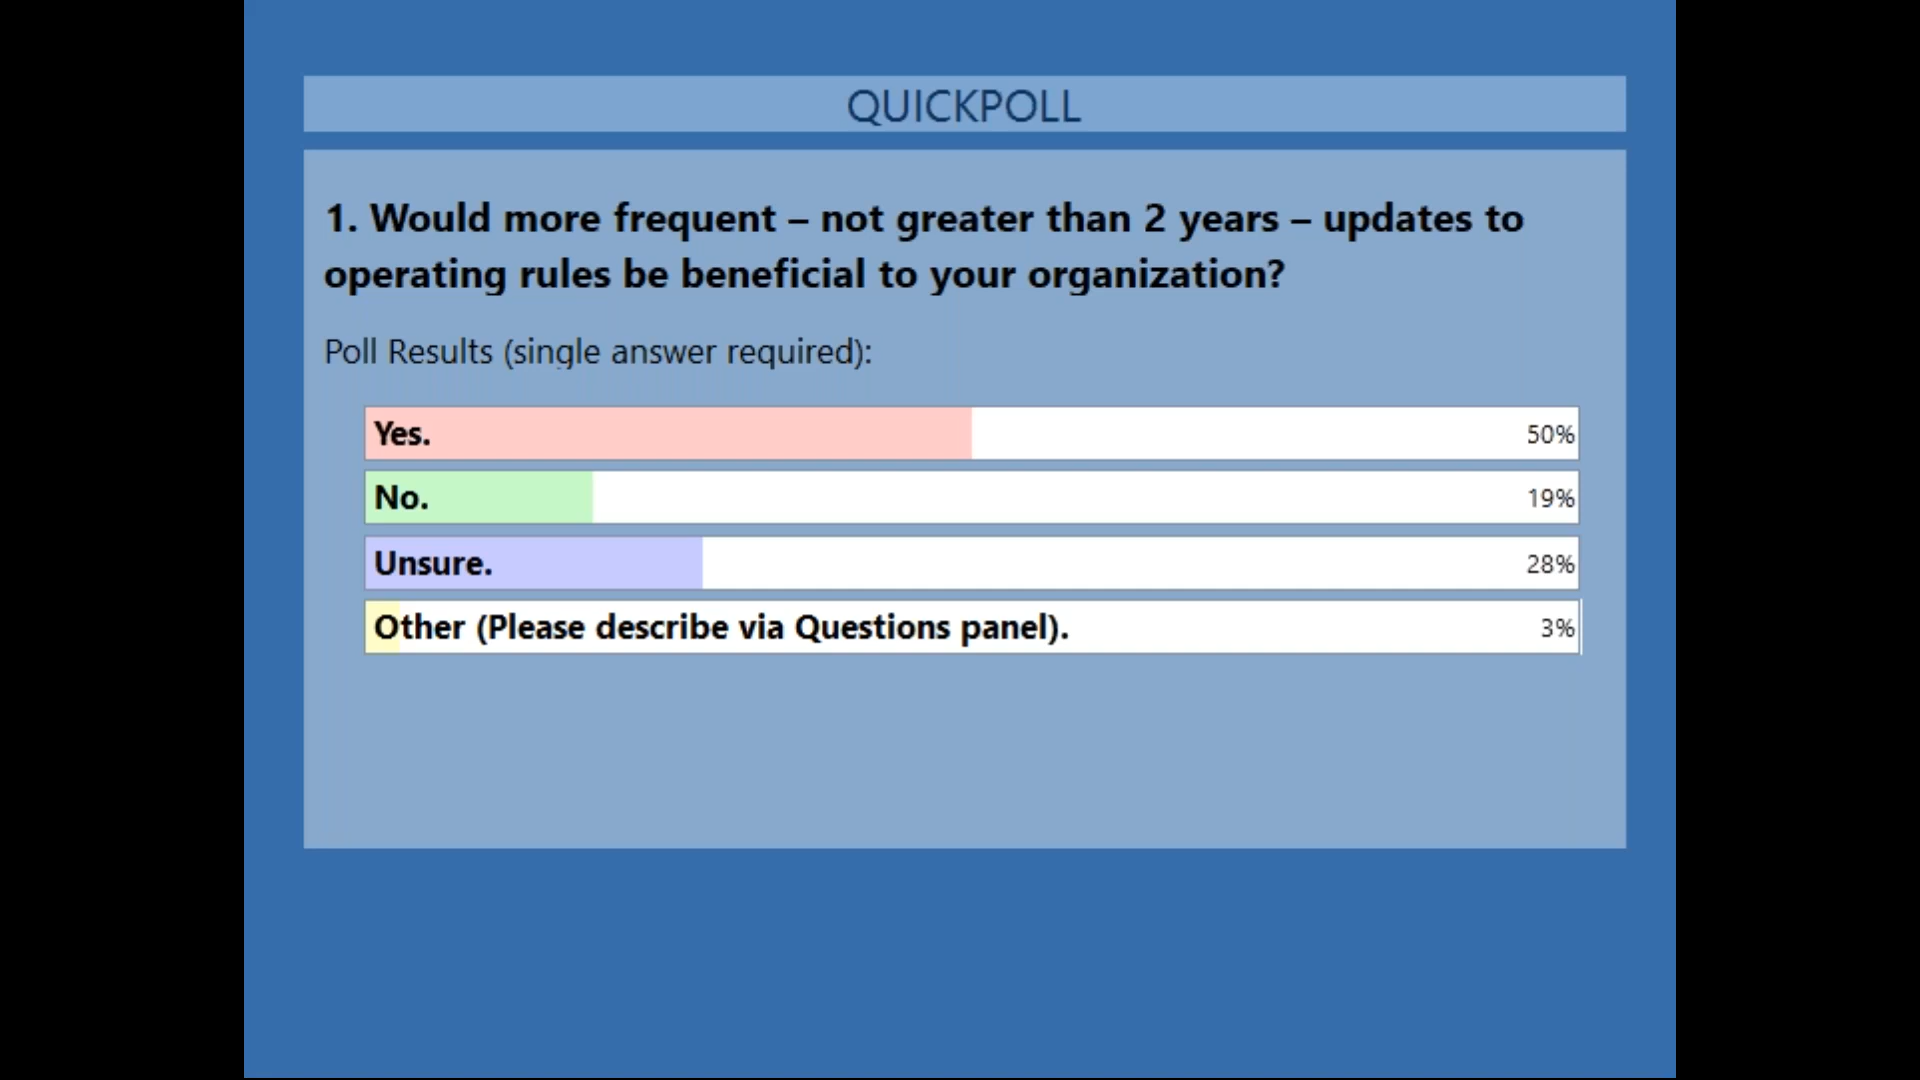 QUICKPOLL
1. Would more frequent – not greater than 2 years – updates to
operating rules be beneficial to your organization?
Poll Results (single answer required):
Yes. 50%
No. 19%
Unsure. 28%
Other (Please describe via Questions panel). 3%